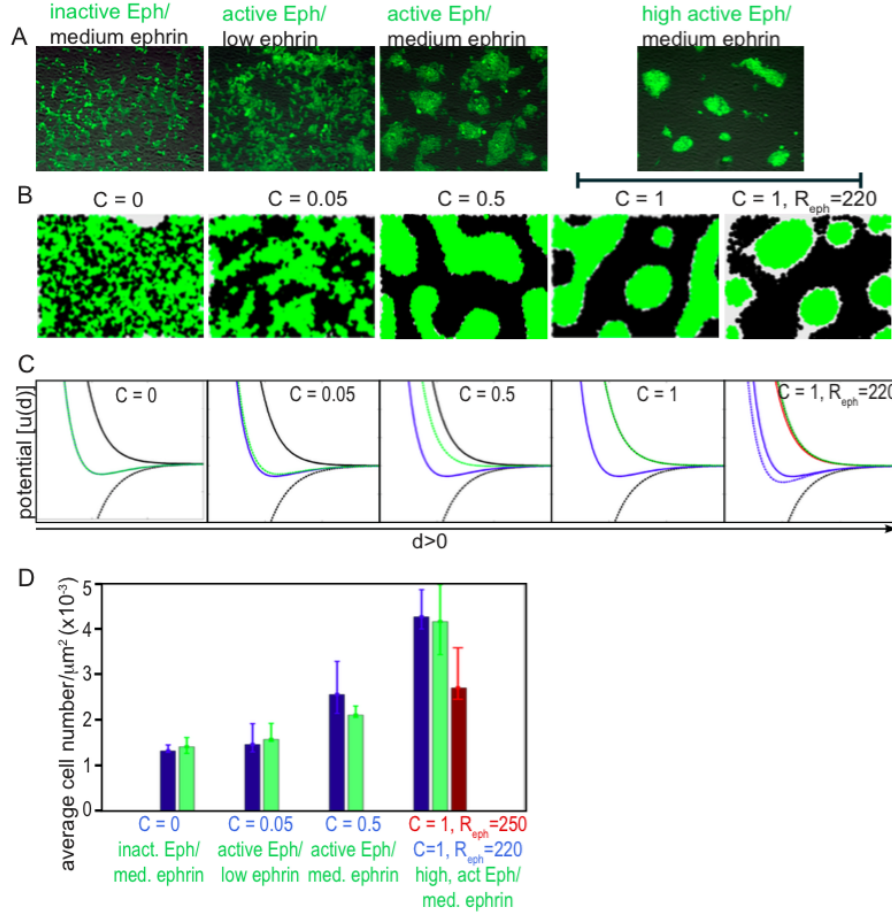 inactive Eph/ active Eph/ active Eph/ high active Eph/
A medium ephrin low ephrin medium ephrin medium ephrin
B C = 0 C = 0.05 C = 0.5 C = 1 C = 1, Reph=220
C
potential [u(d)]
C = 0 C = 0.05 C = 0.5 C = 1 C = 1, Reph=220
d>0
D
average cell number/μm² (x10⁻³)
5
4
3
2
1
0
C = 0 C = 0.05 C = 0.5 C = 1, Reph=250
inact. Eph/ active Eph/ active Eph/ C=1, Reph=220
med. ephrin low ephrin med. ephrin high, act Eph/
med. ephrin